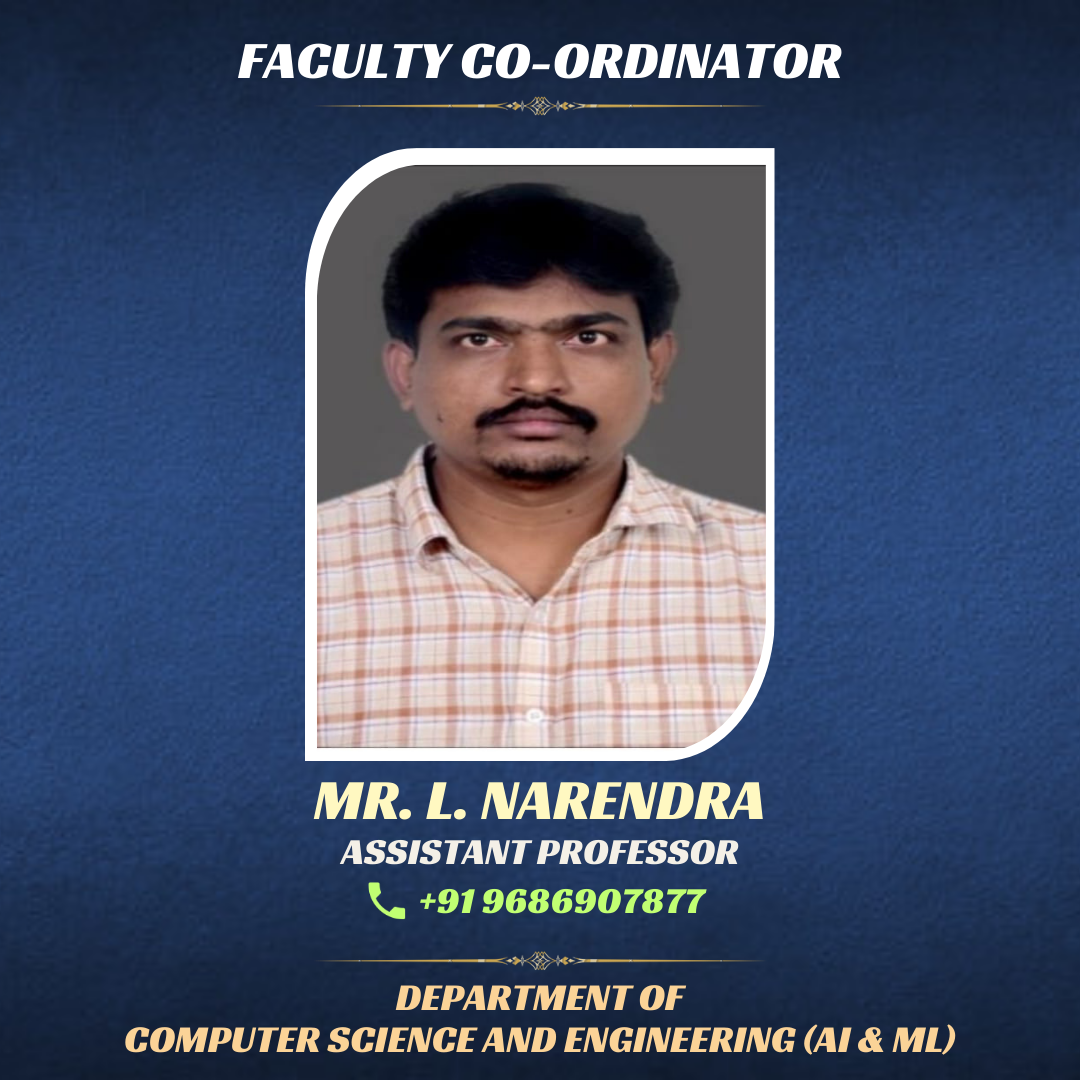 FACULTY CO-ORDINATOR
MR. L. NARENDRA
ASSISTANT PROFESSOR
+91 9686907877
DEPARTMENT OF
COMPUTER SCIENCE AND ENGINEERING (AI & ML)